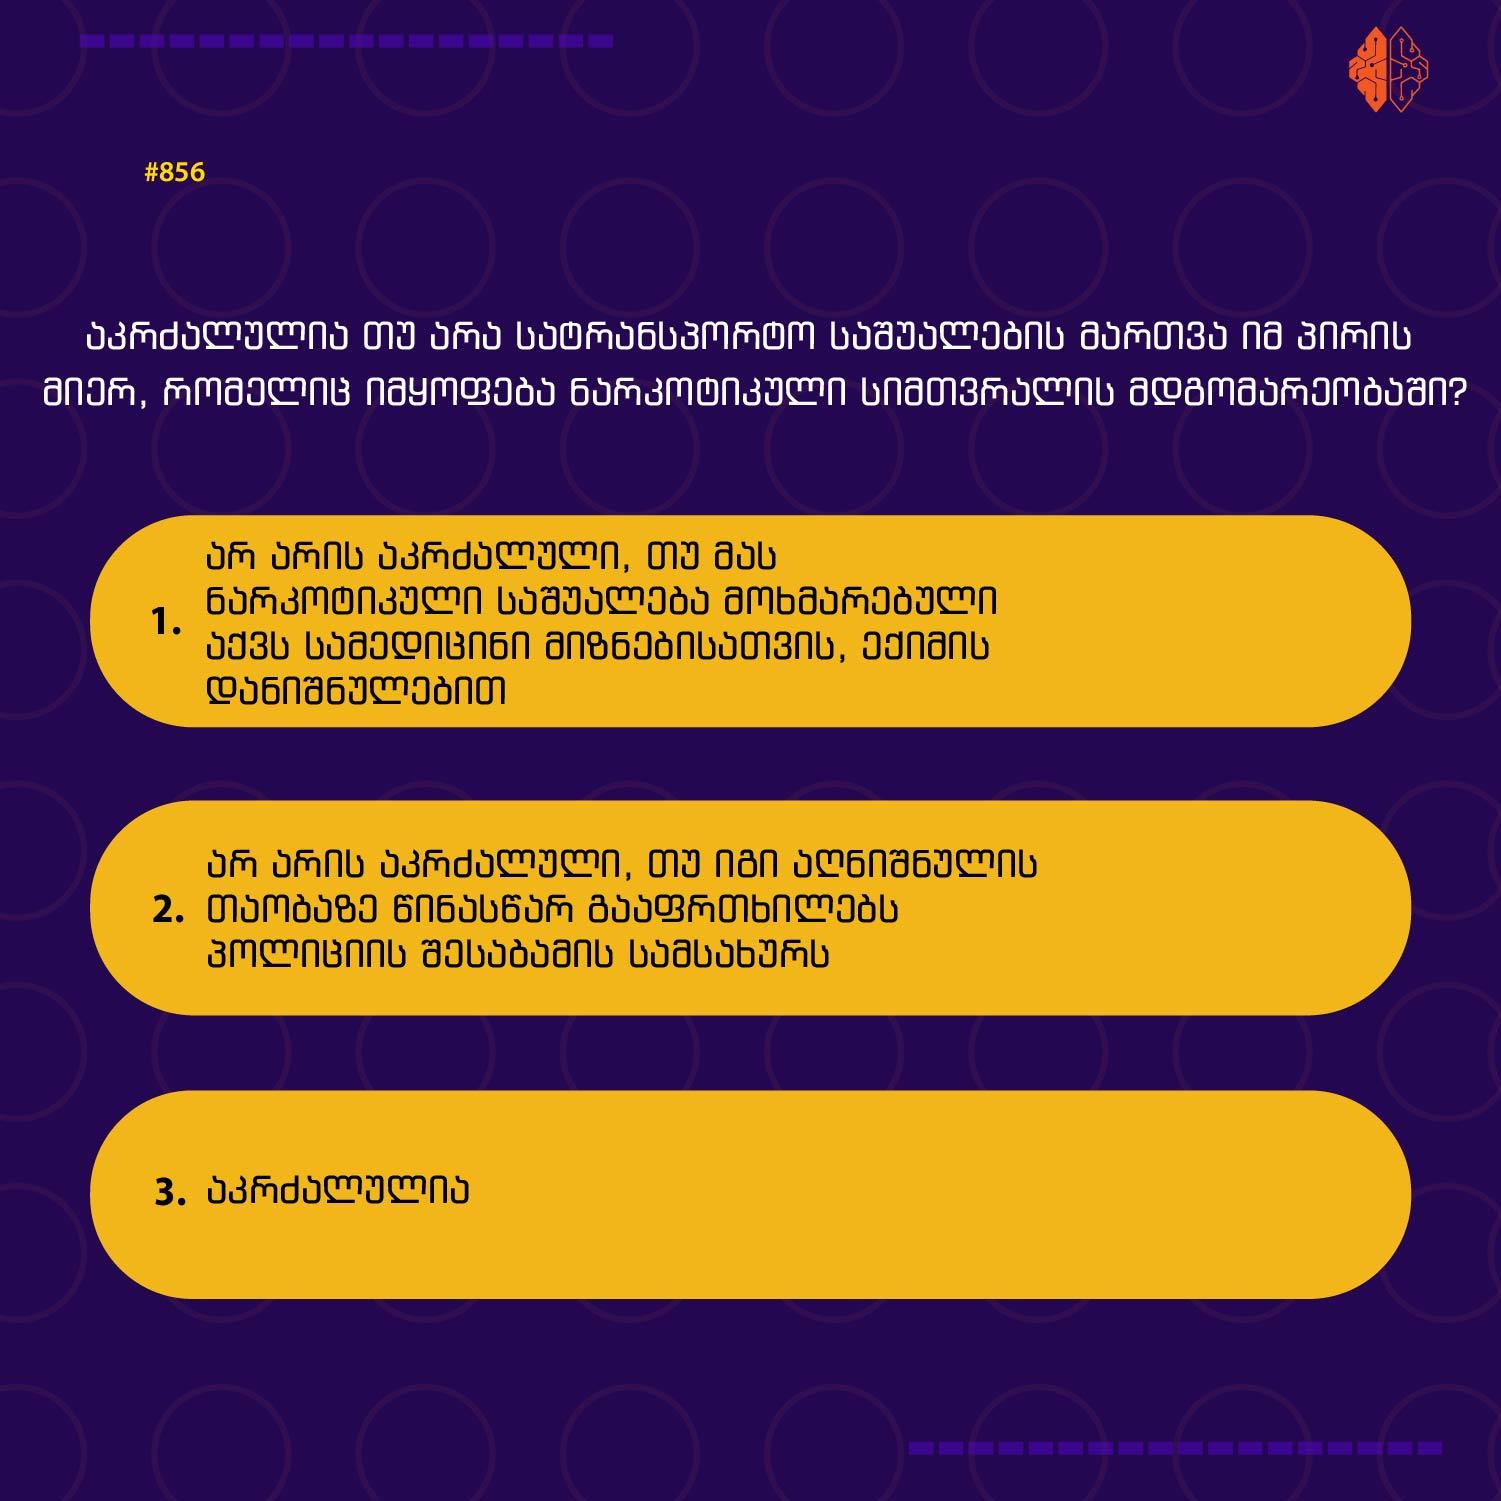 #856
აკრძალულია თუ არა სატრანსპორტო საშუალების მართვა იმ პირის
მიერ, რომელიც იმყოფება ნარკოტიკული სიმთვრალის მდგომარეობაში?
1. არ არის აკრძალული, თუ მას
ნარკოტიკული საშუალება მოხმარებული
აქვს სამედიცინი მიზნებისათვის, ექიმის
დანიშნულებით
2. არ არის აკრძალული, თუ იგი აღნიშნულის
თაობაზე წინასწარ გააფრთხილებს
პოლიციის შესაბამის სამსახურს
3. აკრძალულია